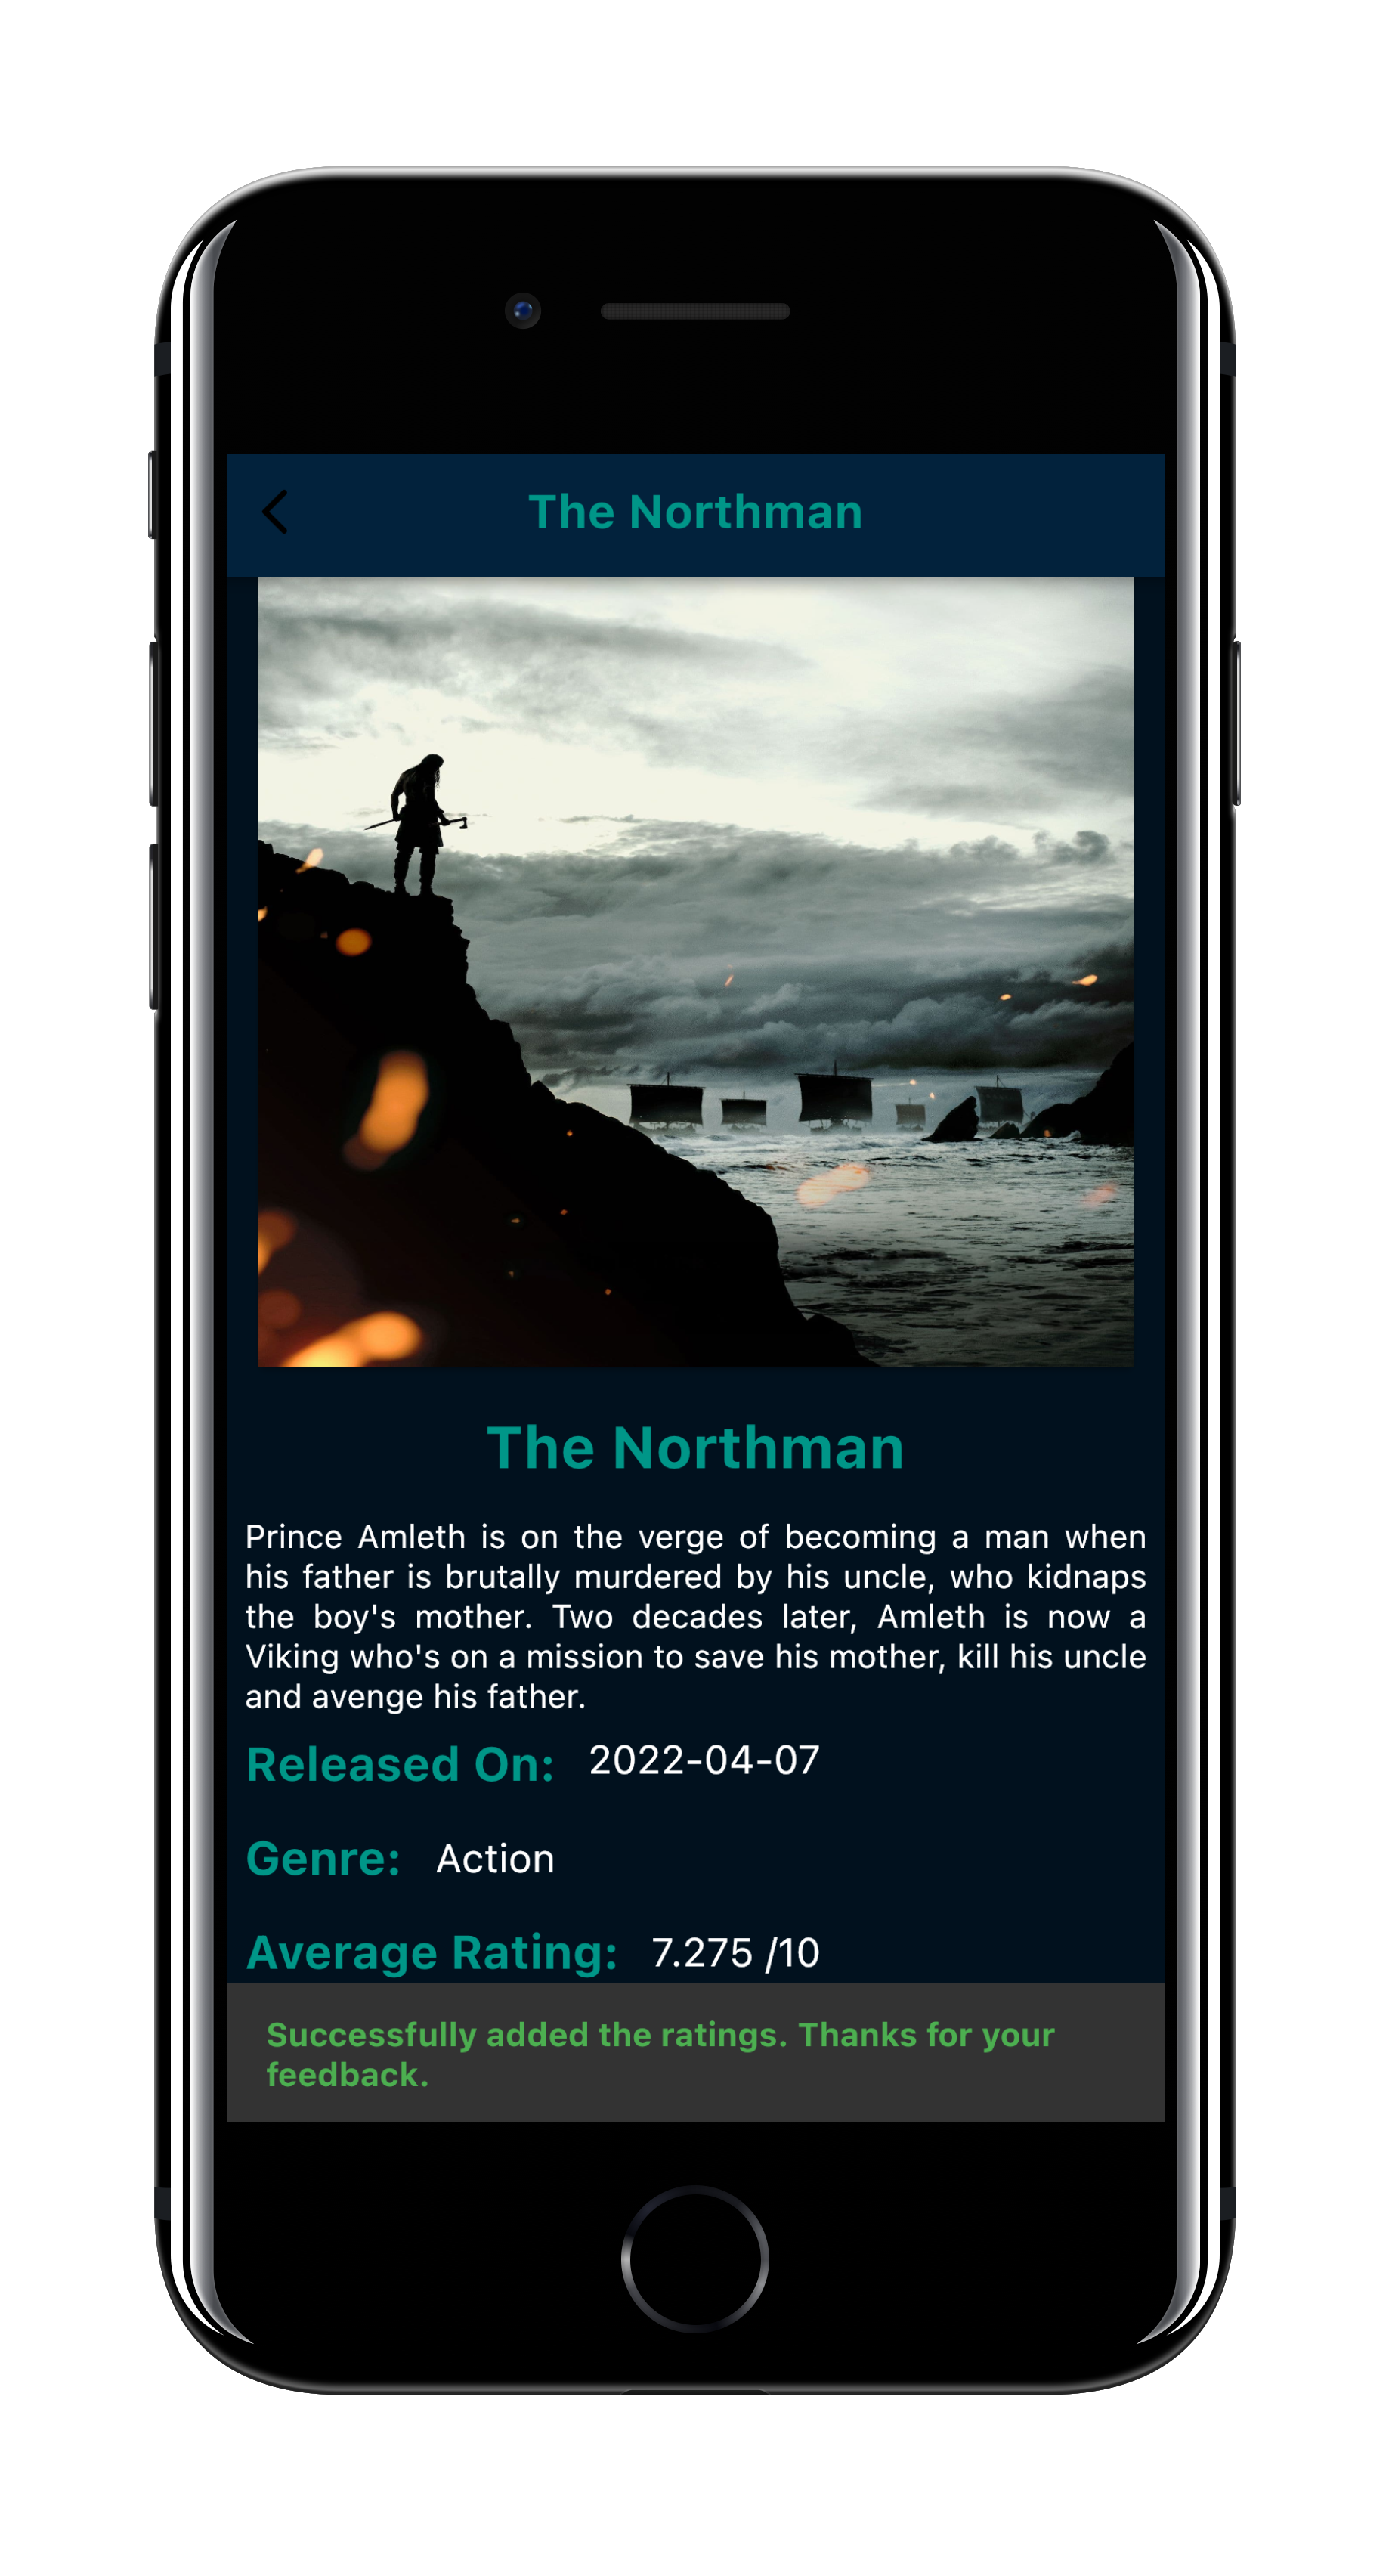 The Northman
The Northman
Prince Amleth is on the verge of becoming a man when
his father is brutally murdered by his uncle, who kidnaps
the boy's mother. Two decades later, Amleth is now a
Viking who's on a mission to save his mother, kill his uncle
and avenge his father.
Released On: 2022-04-07
Genre: Action
Average Rating: 7.275 /10
Successfully added the ratings. Thanks for your
feedback.